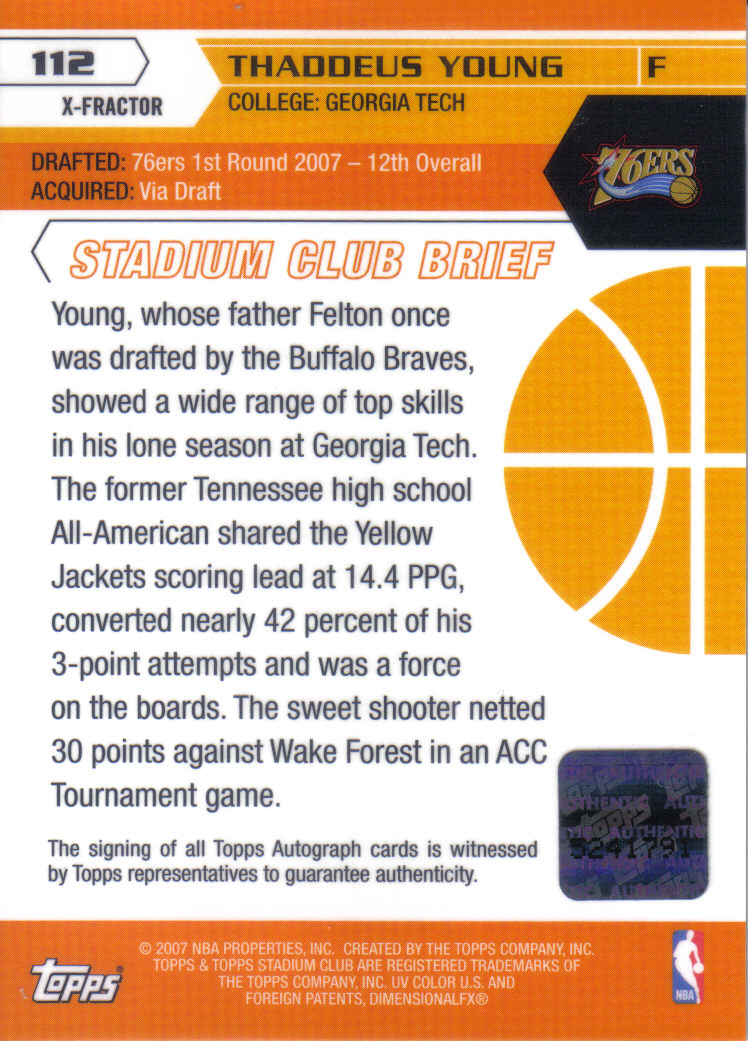 112
THADDEUS YOUNG F
X-FRACTOR
COLLEGE: GEORGIA TECH
76ERS
DRAFTED: 76ers 1st Round 2007 – 12th Overall
ACQUIRED: Via Draft
STADIUM CLUB BRIEF
Young, whose father Felton once
was drafted by the Buffalo Braves,
showed a wide range of top skills
in his lone season at Georgia Tech.
The former Tennessee high school
All-American shared the Yellow
Jackets scoring lead at 14.4 PPG,
converted nearly 42 percent of his
3-point attempts and was a force
on the boards. The sweet shooter netted
30 points against Wake Forest in an ACC
Tournament game.
The signing of all Topps Autograph cards is witnessed
by Topps representatives to guarantee authenticity.
topps
5241791
topps
© 2007 NBA PROPERTIES, INC. CREATED BY THE TOPPS COMPANY, INC.
TOPPS & TOPPS STADIUM CLUB ARE REGISTERED TRADEMARKS OF
THE TOPPS COMPANY, INC. UV COLOR U.S. AND
FOREIGN PATENTS, DIMENSIONALFX®
NBA